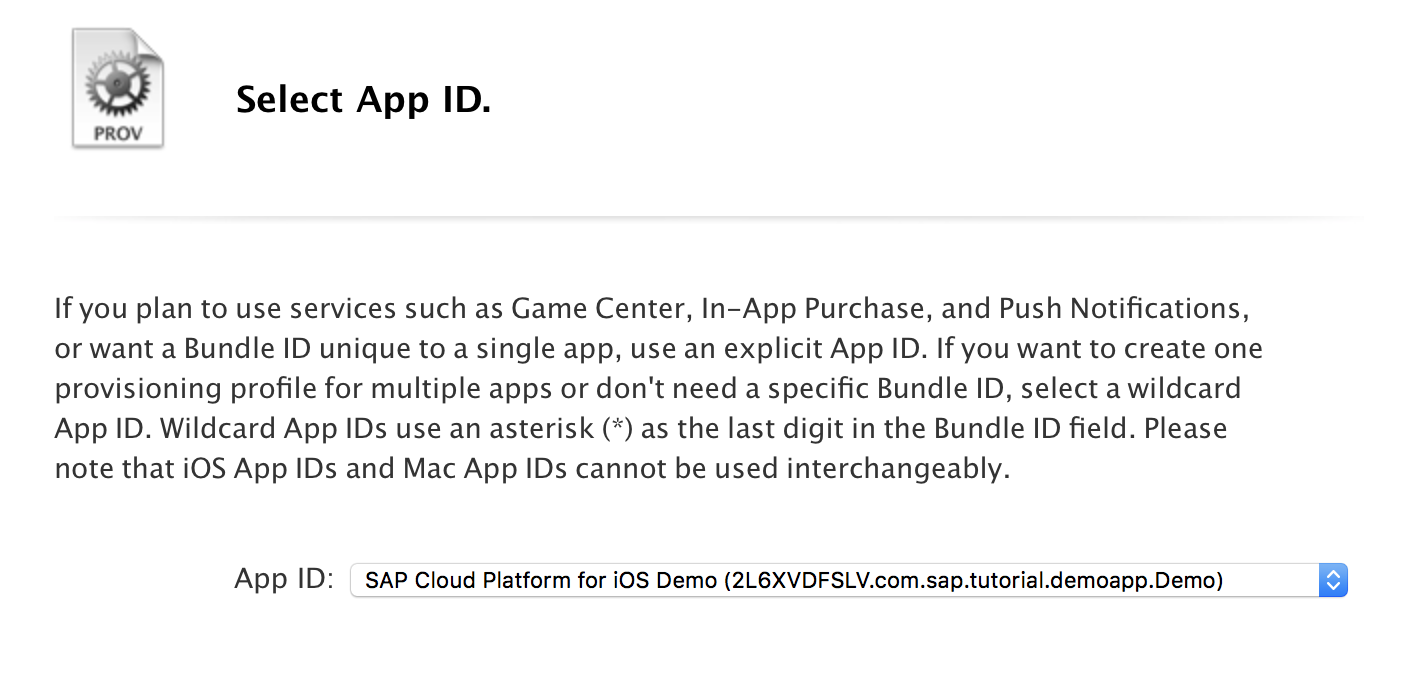 PROV
Select App ID.
If you plan to use services such as Game Center, In-App Purchase, and Push Notifications,
or want a Bundle ID unique to a single app, use an explicit App ID. If you want to create one
provisioning profile for multiple apps or don't need a specific Bundle ID, select a wildcard
App ID. Wildcard App IDs use an asterisk (*) as the last digit in the Bundle ID field. Please
note that iOS App IDs and Mac App IDs cannot be used interchangeably.
App ID: SAP Cloud Platform for iOS Demo (2L6XVDFSLV.com.sap.tutorial.demoapp.Demo)